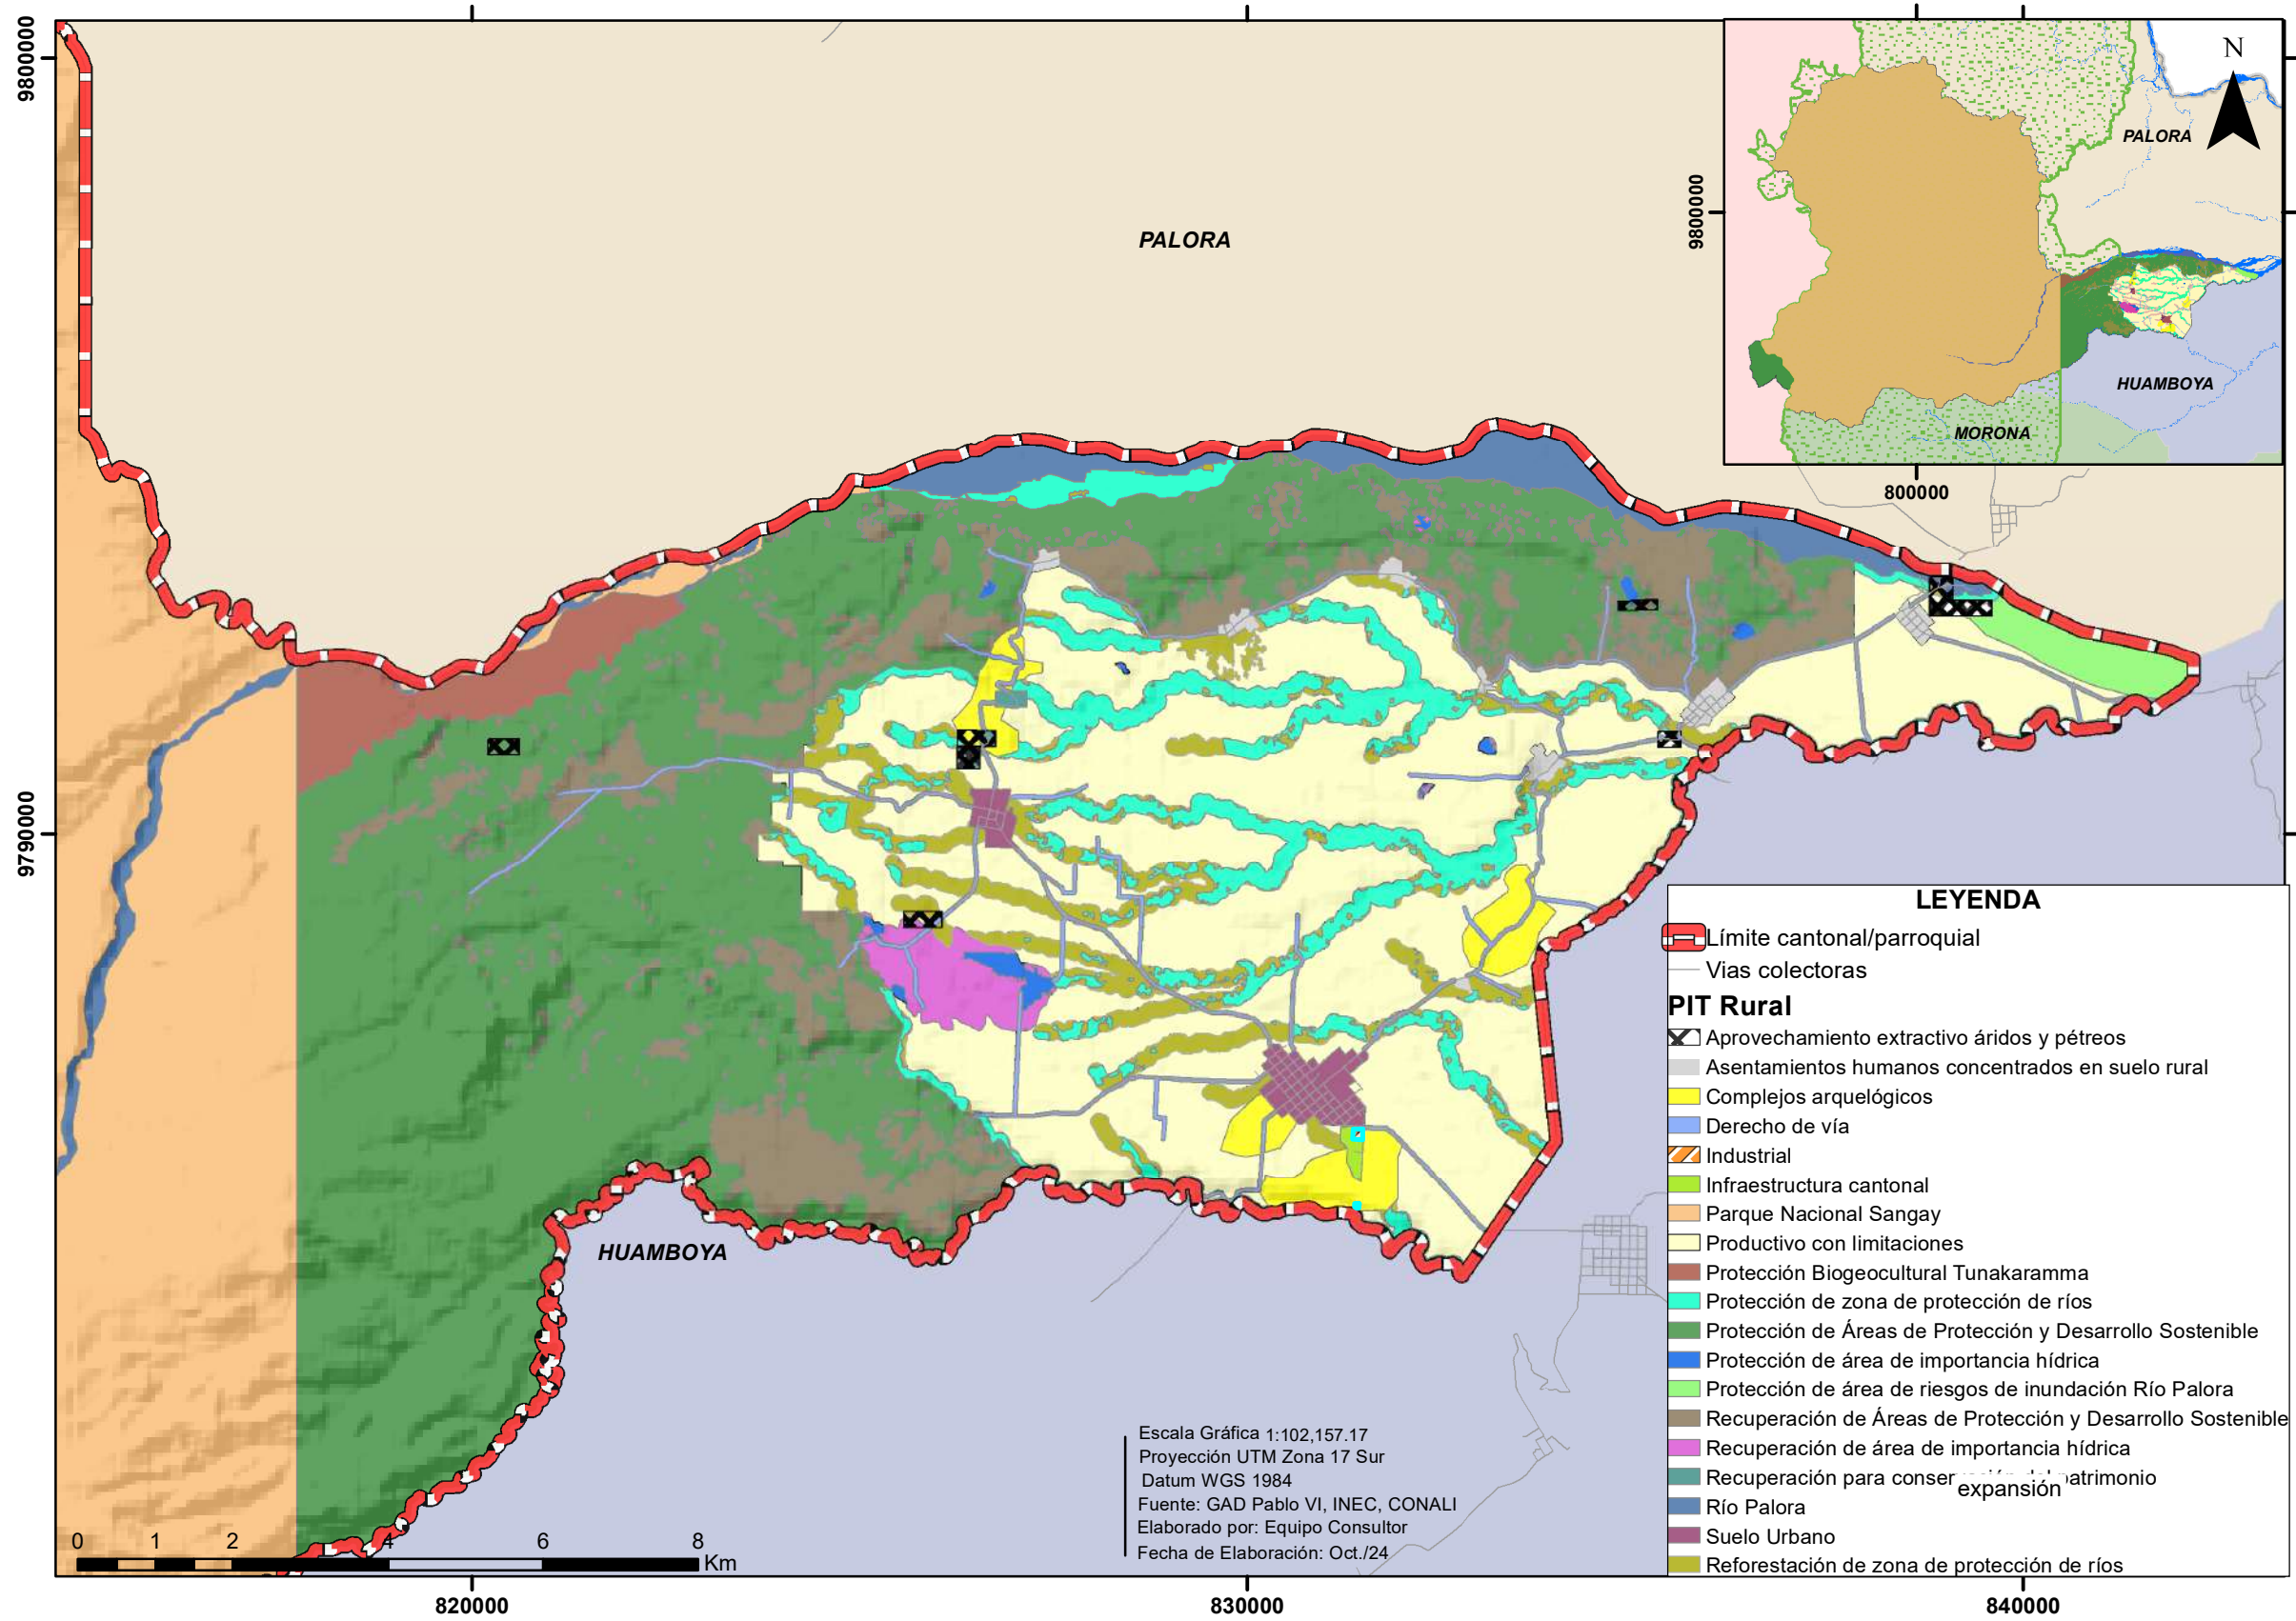 9800000
9790000
820000
830000
840000
PALORA
HUAMBOYA
N
PALORA
HUAMBOYA
MORONA
9800000
800000
LEYENDA
Límite cantonal/parroquial
Vias colectoras
PIT Rural
Aprovechamiento extractivo áridos y pétreos
Asentamientos humanos concentrados en suelo rural
Complejos arquelógicos
Derecho de vía
Industrial
Infraestructura cantonal
Parque Nacional Sangay
Productivo con limitaciones
Protección Biogeocultural Tunakaramma
Protección de zona de protección de ríos
Protección de Áreas de Protección y Desarrollo Sostenible
Protección de área de importancia hídrica
Protección de área de riesgos de inundación Río Palora
Recuperación de Áreas de Protección y Desarrollo Sostenible
Recuperación de área de importancia hídrica
Recuperación para conservación del patrimonio
expansión
Río Palora
Suelo Urbano
Reforestación de zona de protección de ríos
Escala Gráfica 1:102,157.17
Proyección UTM Zona 17 Sur
Datum WGS 1984
Fuente: GAD Pablo VI, INEC, CONALI
Elaborado por: Equipo Consultor
Fecha de Elaboración: Oct./24
0 1 2 4 6 8
Km